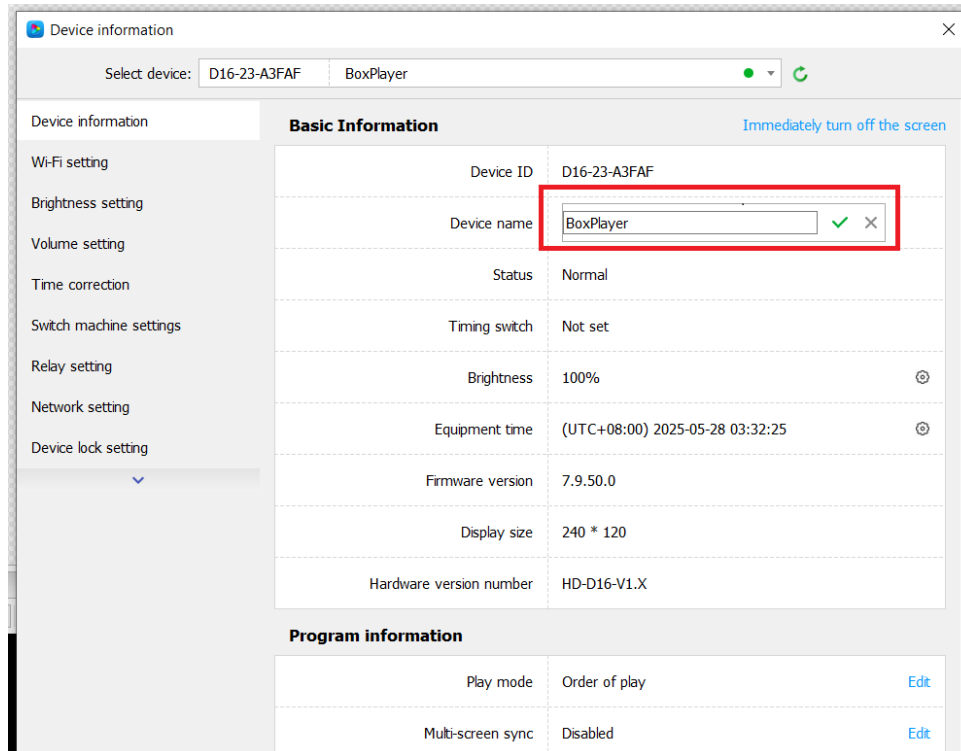 Device information
Select device: D16-23-A3FAF BoxPlayer
Device information
Wi-Fi setting
Brightness setting
Volume setting
Time correction
Switch machine settings
Relay setting
Network setting
Device lock setting
Basic Information Immediately turn off the screen
Device ID D16-23-A3FAF
Device name BoxPlayer
Status Normal
Timing switch Not set
Brightness 100%
Equipment time (UTC+08:00) 2025-05-28 03:32:25
Firmware version 7.9.50.0
Display size 240 * 120
Hardware version number HD-D16-V1.X
Program information
Play mode Order of play Edit
Multi-screen sync Disabled Edit